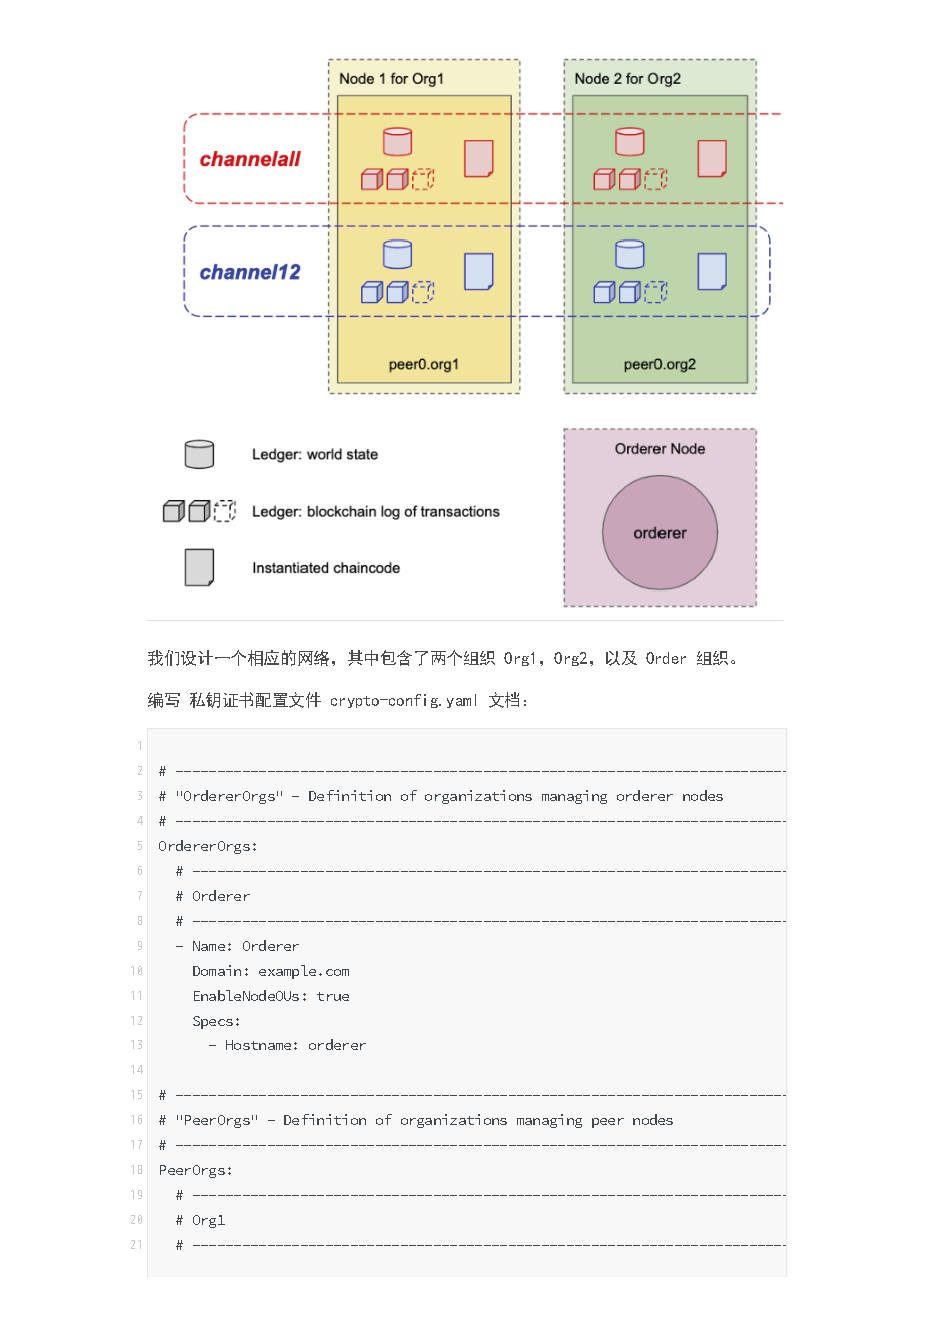 Node 1 for Org1
Node 2 for Org2
channelall
channel12
peer0.org1
peer0.org2
Ledger: world state
Orderer Node
Ledger: blockchain log of transactions
orderer
Instantiated chaincode
我们设计一个相应的网络，其中包含了两个组织 Org1，Org2，以及 Order 组织。
编写 私钥证书配置文件 crypto-config.yaml 文档：
1
2 # ---------------------------------------------------------------------------
3 # "OrdererOrgs" - Definition of organizations managing orderer nodes
4 # ---------------------------------------------------------------------------
5 OrdererOrgs:
6   # -------------------------------------------------------------------------
7   # Orderer
8   # -------------------------------------------------------------------------
9   - Name: Orderer
10     Domain: example.com
11     EnableNodeOUs: true
12     Specs:
13       - Hostname: orderer
14
15 # ---------------------------------------------------------------------------
16 # "PeerOrgs" - Definition of organizations managing peer nodes
17 # ---------------------------------------------------------------------------
18 PeerOrgs:
19   # -------------------------------------------------------------------------
20   # Org1
21   # -------------------------------------------------------------------------